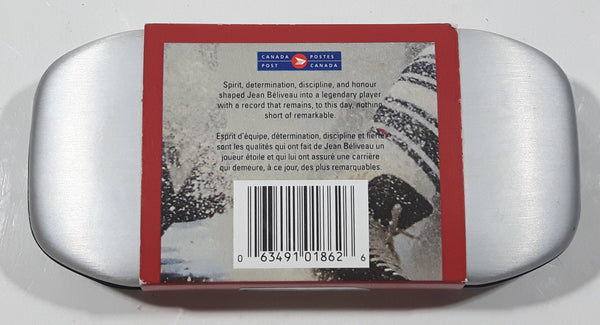 CANADA POSTES
POST CANADA
Spirit, determination, discipline, and honour
shaped Jean Béliveau into a legendary player
with a record that remains, to this day, nothing
short of remarkable.
Esprit d'équipe, détermination, discipline et fierté
sont les qualités qui ont fait de Jean Béliveau un
joueur étoile et qui lui ont assuré une carrière
qui demeure, à ce jour, des plus remarquables.
0 63491 01862 6